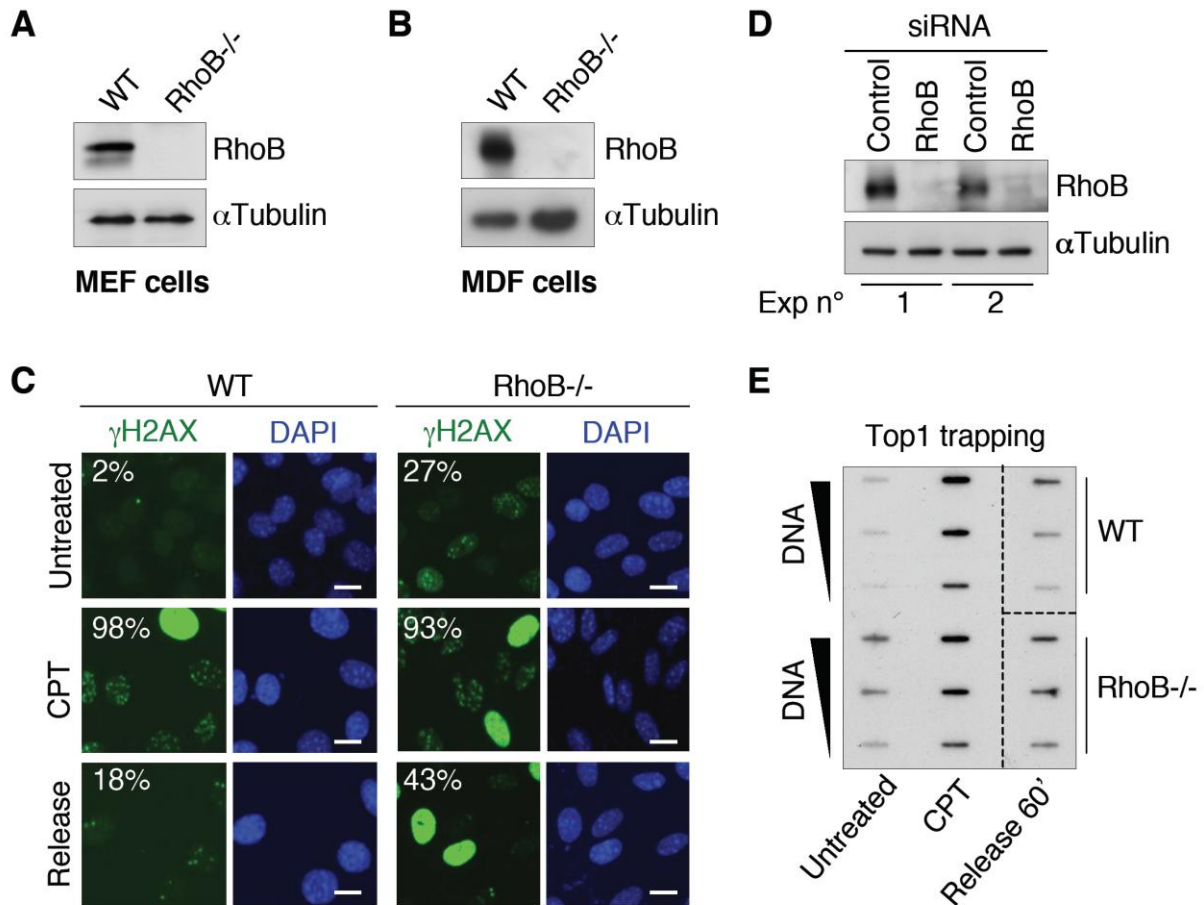 A
WT
RhoB-/-
RhoB
αTubulin
MEF cells
B
WT
RhoB-/-
RhoB
αTubulin
MDF cells
D
siRNA
Control
RhoB
Control
RhoB
RhoB
αTubulin
Exp n° 1 2
C
WT RhoB-/-
γH2AX DAPI γH2AX DAPI
Untreated
2% 27%
CPT
98% 93%
Release
18% 43%
E
Top1 trapping
DNA
WT
DNA
RhoB-/-
Untreated
CPT
Release 60'